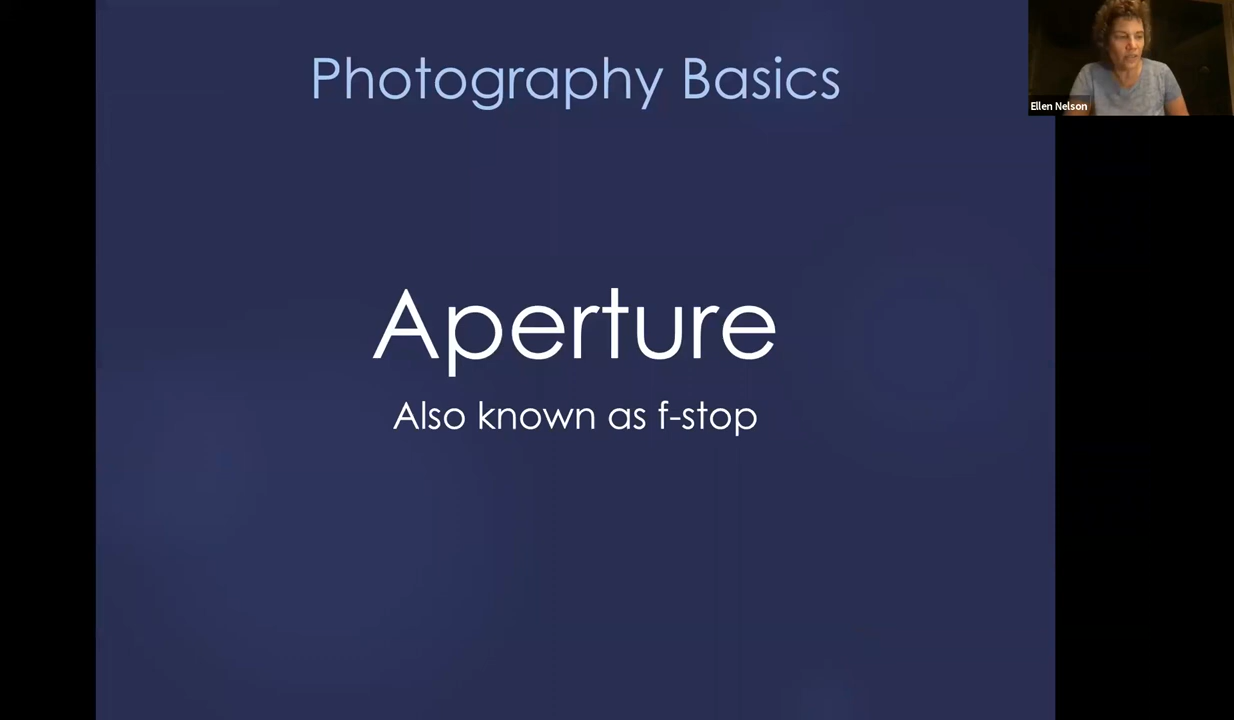 Photography Basics
Ellen Nelson
Aperture
Also known as f-stop